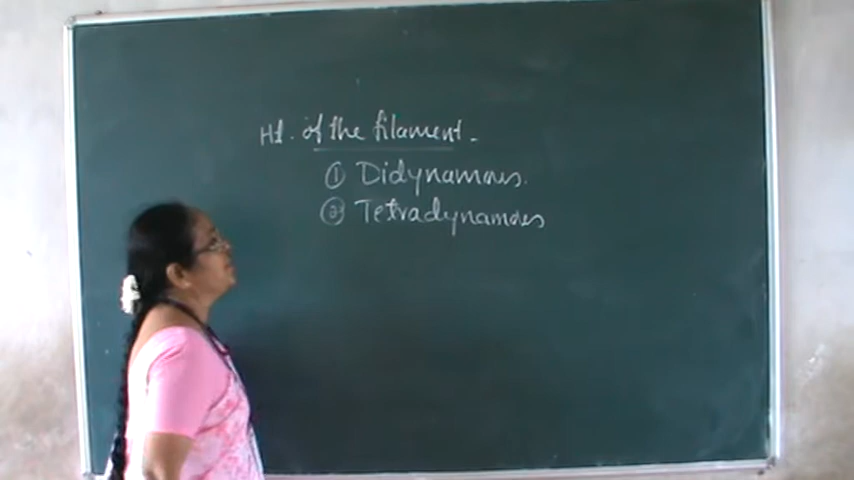 Ht. of the filament -
① Didynamous.
② Tetradynamous